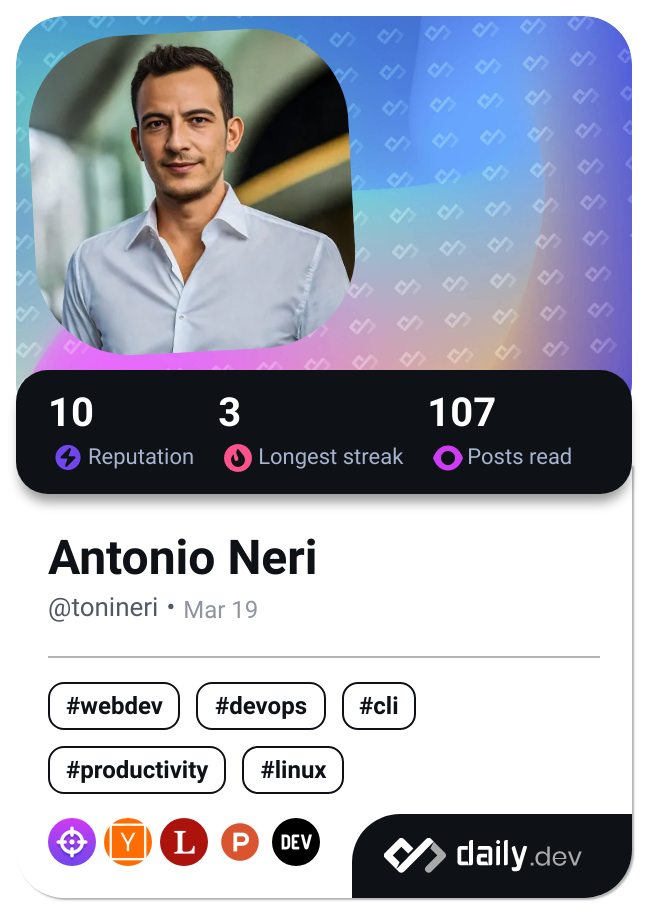 10 3 107
Reputation Longest streak Posts read
Antonio Neri
@tonineri • Mar 19
#webdev #devops #cli
#productivity #linux
Y L P DEV
daily.dev